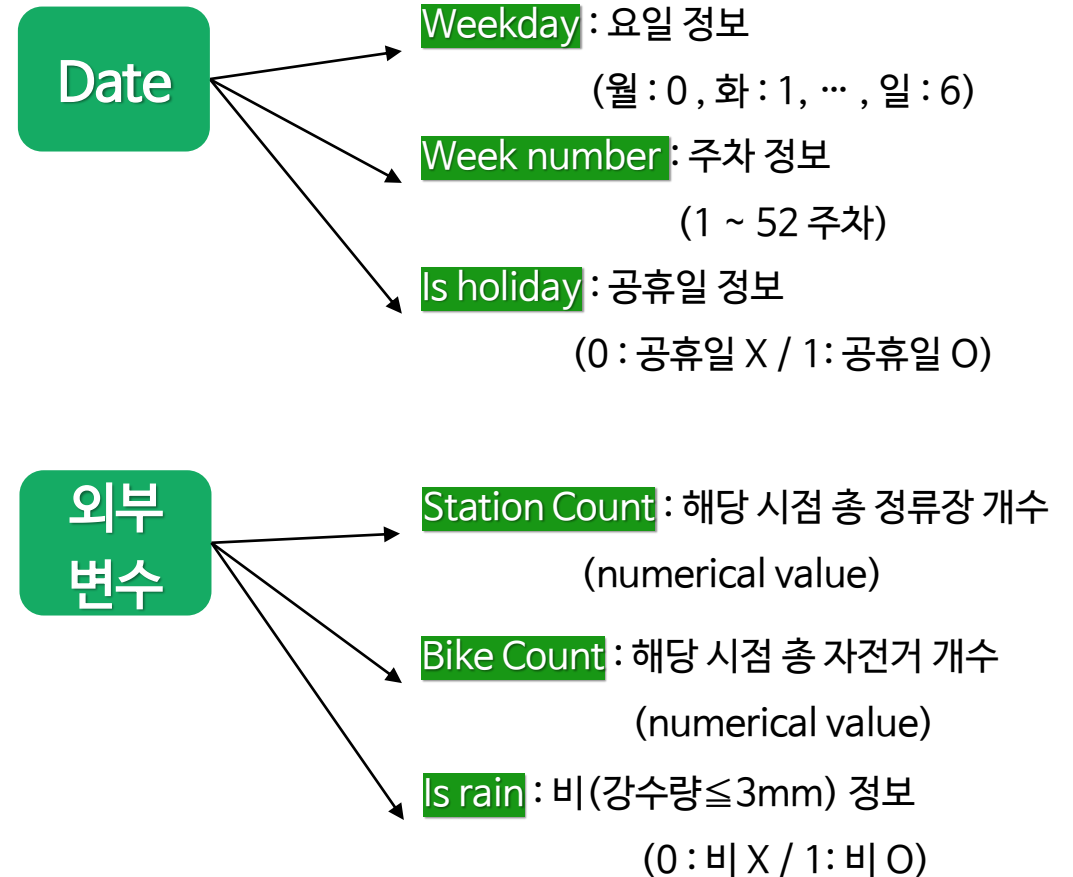 Date
Weekday : 요일 정보
(월 : 0 , 화 : 1, ⋯ , 일 : 6)
Week number : 주차 정보
(1 ~ 52 주차)
Is holiday : 공휴일 정보
(0 : 공휴일 X / 1: 공휴일 O)
외부
변수
Station Count : 해당 시점 총 정류장 개수
(numerical value)
Bike Count : 해당 시점 총 자전거 개수
(numerical value)
Is rain : 비(강수량≦3mm) 정보
(0 : 비 X / 1: 비 O)